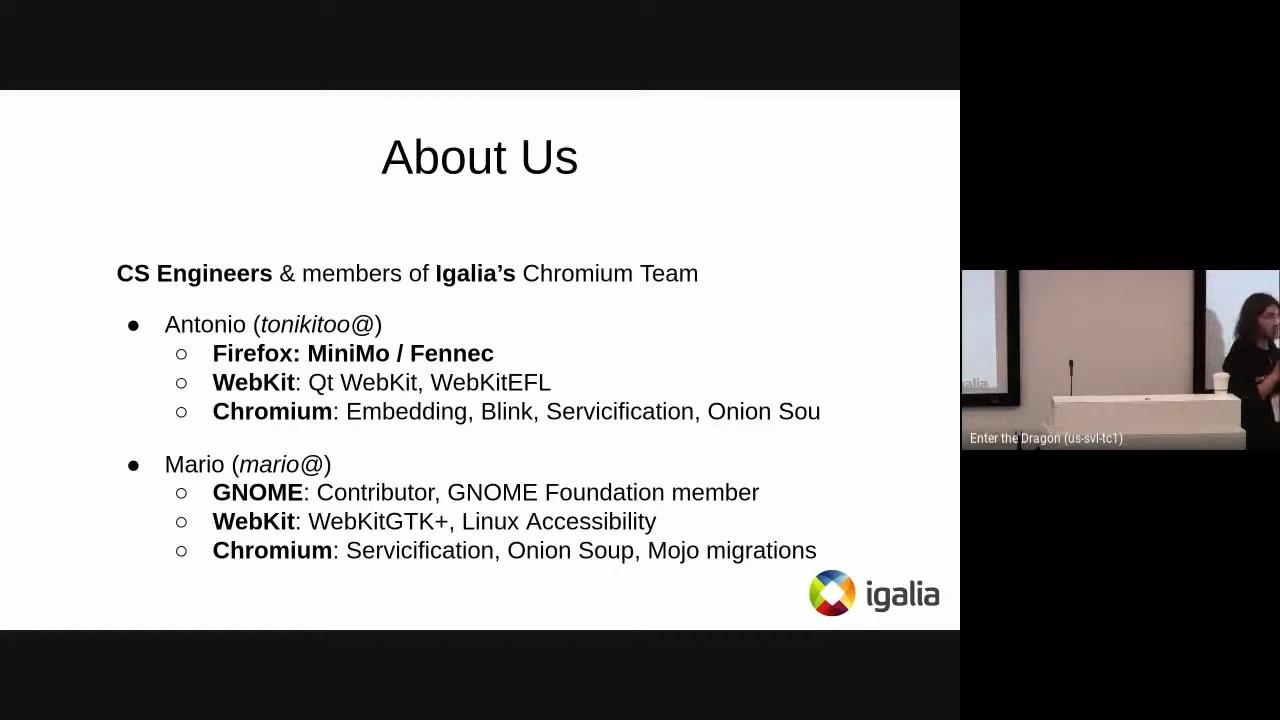 About Us
CS Engineers & members of Igalia’s Chromium Team
● Antonio (tonikitoo@)
○ Firefox: MiniMo / Fennec
○ WebKit: Qt WebKit, WebKitEFL
○ Chromium: Embedding, Blink, Servicification, Onion Sou
● Mario (mario@)
○ GNOME: Contributor, GNOME Foundation member
○ WebKit: WebKitGTK+, Linux Accessibility
○ Chromium: Servicification, Onion Soup, Mojo migrations
igalia
galia
Enter the Dragon (us-svl-tc1)